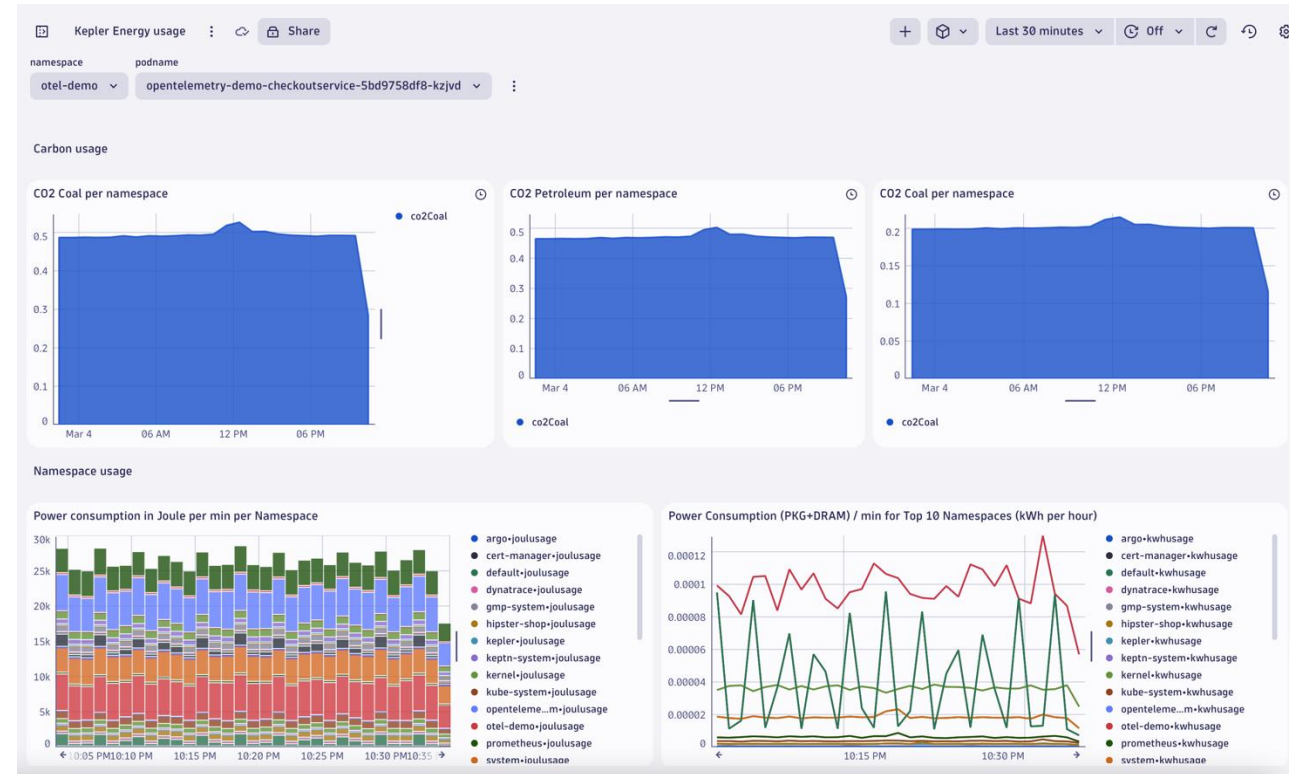 Kepler Energy usage
Share
Last 30 minutes
Off
namespace
podname
otel-demo
opentelemetry-demo-checkoutservice-5bd9758df8-kzjvd
Carbon usage
CO2 Coal per namespace
0.5
0.4
0.3
0.2
0.1
0
Mar 4
06 AM
12 PM
06 PM
co2Coal
CO2 Petroleum per namespace
0.5
0.4
0.3
0.2
0.1
0
Mar 4
06 AM
12 PM
06 PM
co2Coal
CO2 Coal per namespace
0.2
0.15
0.1
0.05
0
Mar 4
06 AM
12 PM
06 PM
co2Coal
Namespace usage
Power consumption in Joule per min per Namespace
30k
25k
20k
15k
10k
5k
0
10:05 PM
10:10 PM
10:15 PM
10:20 PM
10:25 PM
10:30 PM
10:35
argo•joulusage
cert-manager•joulusage
default•joulusage
dynatrace•joulusage
gmp-system•joulusage
hipster-shop•joulusage
kepler•joulusage
keptn-system•joulusage
kernel•joulusage
kube-system•joulusage
openteleme...m•joulusage
otel-demo•joulusage
prometheus•joulusage
system•joulusage
Power Consumption (PKG+DRAM) / min for Top 10 Namespaces (kWh per hour)
0.00012
0.0001
0.00008
0.00006
0.00004
0.00002
0
10:15 PM
10:30 PM
argo•kwhusage
cert-manager•kwhusage
default•kwhusage
dynatrace•kwhusage
gmp-system•kwhusage
hipster-shop•kwhusage
kepler•kwhusage
keptn-system•kwhusage
kernel•kwhusage
kube-system•kwhusage
openteleme...m•kwhusage
otel-demo•kwhusage
prometheus•kwhusage
system•kwhusage